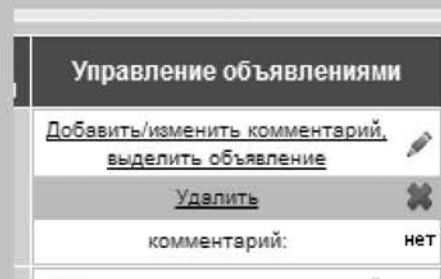 Управление объявлениями
Добавить/изменить комментарий,
выделить объявление
Удалить
комментарий: нет